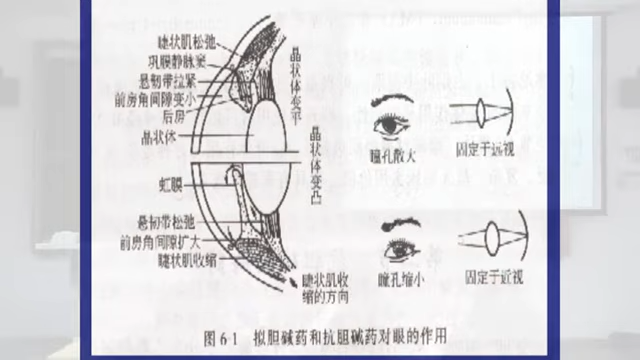 睫状肌松弛
巩膜静脉窦
悬韧带拉紧
前房角间隙变小
后房
晶状休
虹膜
悬韧带松弛
前房角间隙扩大
睫状肌收缩
晶状体变平
晶状体变凸
睫状肌收
缩的方向
瞳孔散大
固定于远视
瞳孔缩小
固定于近视
图 6-1 拟胆碱药和抗胆碱药对眼的作用